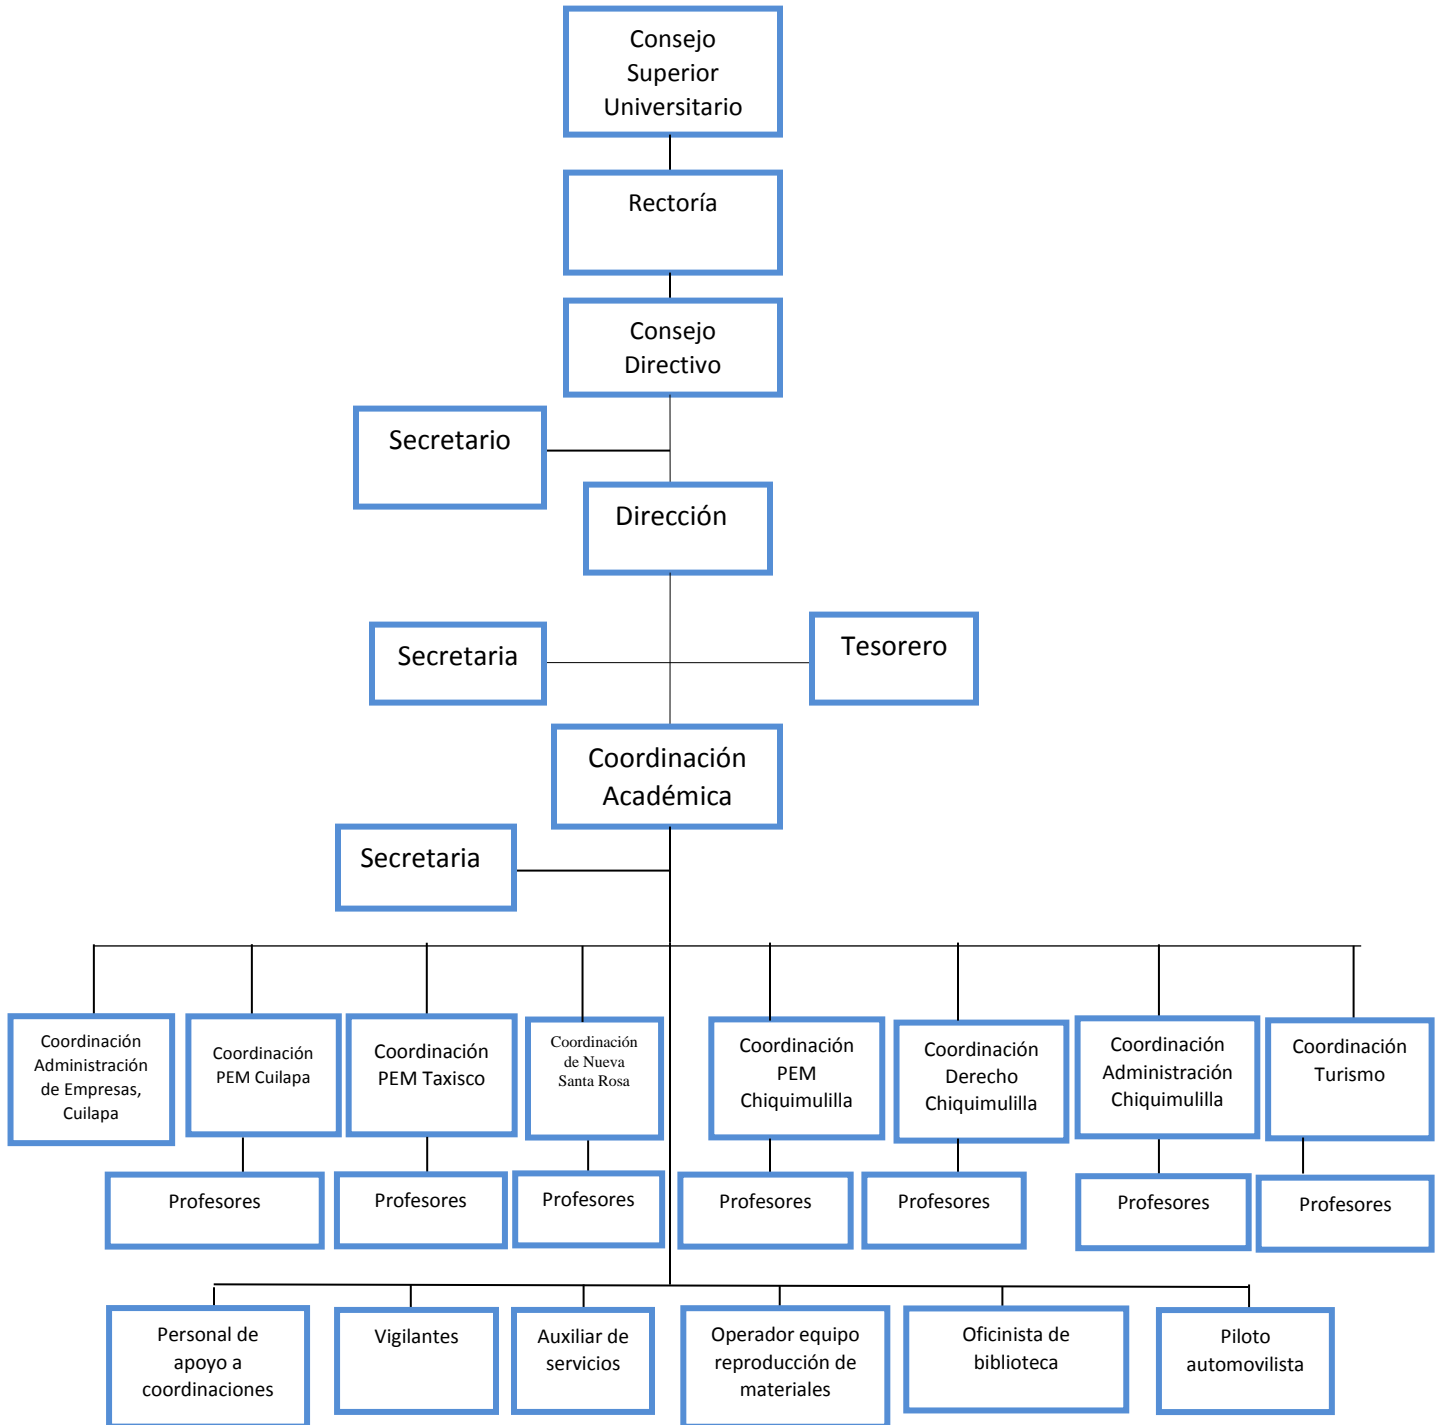 Consejo
Superior
Universitario
Rectoría
Consejo
Directivo
Secretario
Dirección
Secretaria
Tesorero
Coordinación
Académica
Secretaria
Coordinación
Administración
de Empresas,
Cuilapa
Coordinación
PEM Cuilapa
Coordinación
PEM Taxisco
Coordinación
de Nueva
Santa Rosa
Coordinación
PEM
Chiquimulilla
Coordinación
Derecho
Chiquimulilla
Coordinación
Administración
Chiquimulilla
Coordinación
Turismo
Profesores
Profesores
Profesores
Profesores
Profesores
Profesores
Profesores
Personal de
apoyo a
coordinaciones
Vigilantes
Auxiliar de
servicios
Operador equipo
reproducción de
materiales
Oficinista de
biblioteca
Piloto
automovilista